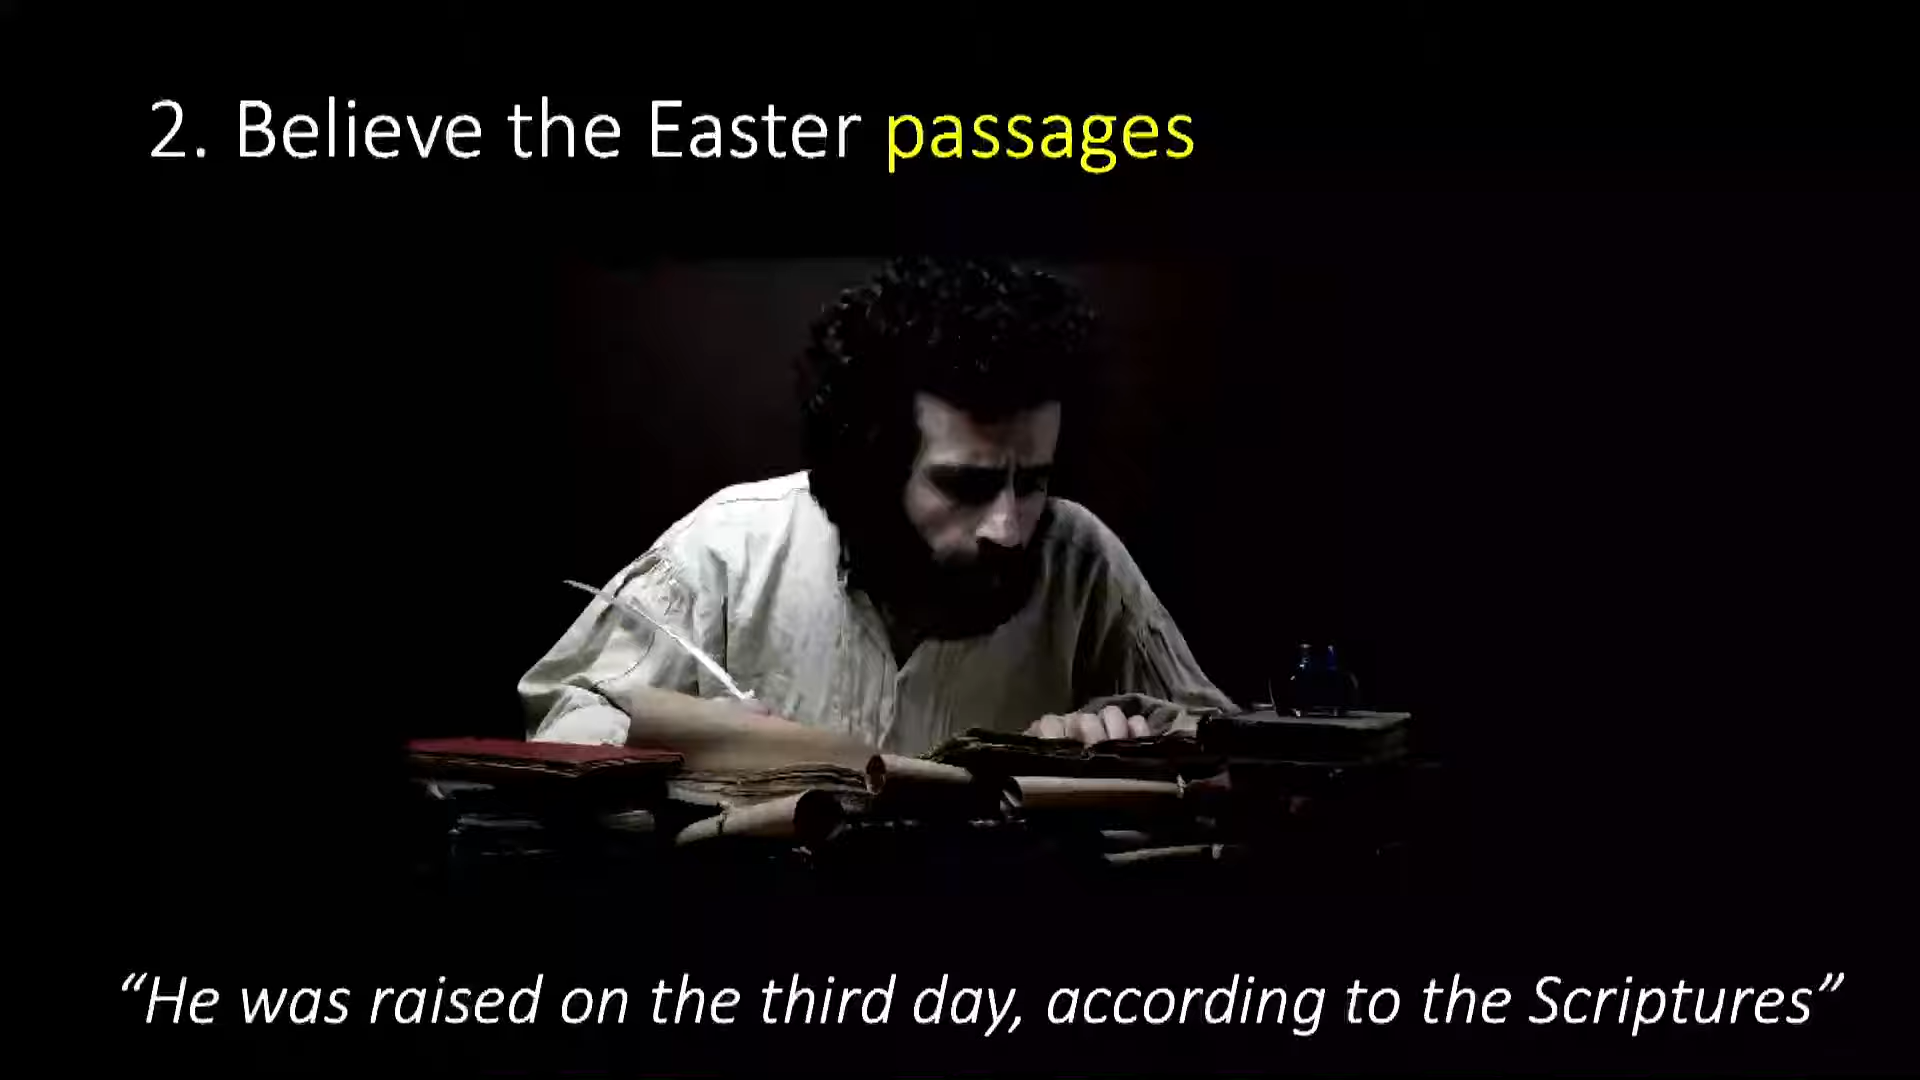 2. Believe the Easter passages
“He was raised on the third day, according to the Scriptures”